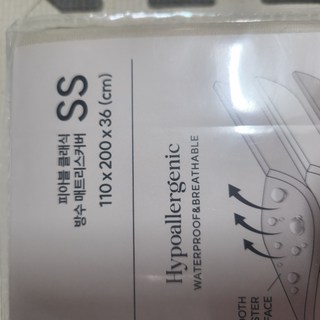 피아블 클래식
방수 매트리스커버
SS
110 x 200 x 36 (cm)
Hypoallergenic
WATERPROOF&BREATHABLE